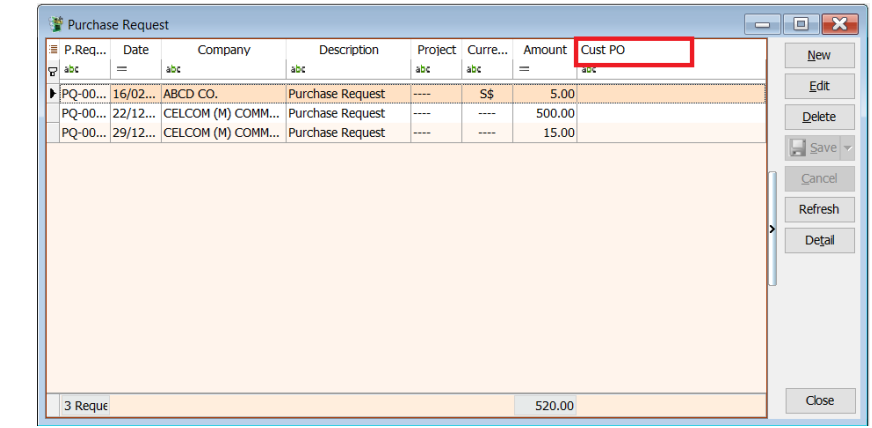 Purchase Request
P.Req... Date Company Description Project Curre... Amount Cust PO
abc = abc abc abc abc = abc
PQ-00... 16/02... ABCD CO. Purchase Request ---- S$ 5.00
PQ-00... 22/12... CELCOM (M) COMM... Purchase Request ---- ---- 500.00
PQ-00... 29/12... CELCOM (M) COMM... Purchase Request ---- ---- 15.00
3 Reque 520.00
New
Edit
Delete
Save
Cancel
Refresh
Detail
Close